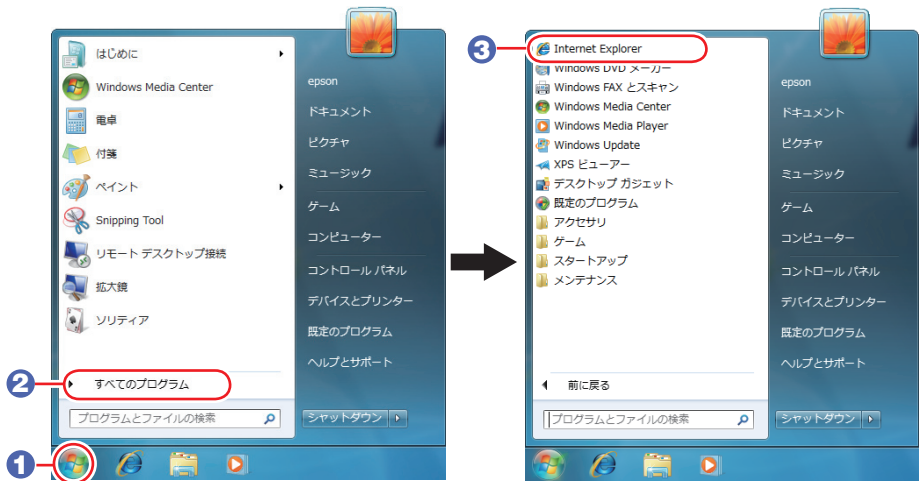 はじめに
Windows Media Center
電卓
付箋
ペイント
Snipping Tool
リモート デスクトップ接続
拡大鏡
ソリティア
2
すべてのプログラム
プログラムとファイルの検索
1
epson
ドキュメント
ピクチャ
ミュージック
ゲーム
コンピューター
コントロール パネル
デバイスとプリンター
既定のプログラム
ヘルプとサポート
シャットダウン
3
Internet Explorer
Windows DVD メーカー
Windows FAX とスキャン
Windows Media Center
Windows Media Player
Windows Update
XPS ビューアー
デスクトップ ガジェット
既定のプログラム
アクセサリ
ゲーム
スタートアップ
メンテナンス
前に戻る
プログラムとファイルの検索
epson
ドキュメント
ピクチャ
ミュージック
ゲーム
コンピューター
コントロール パネル
デバイスとプリンター
既定のプログラム
ヘルプとサポート
シャットダウン